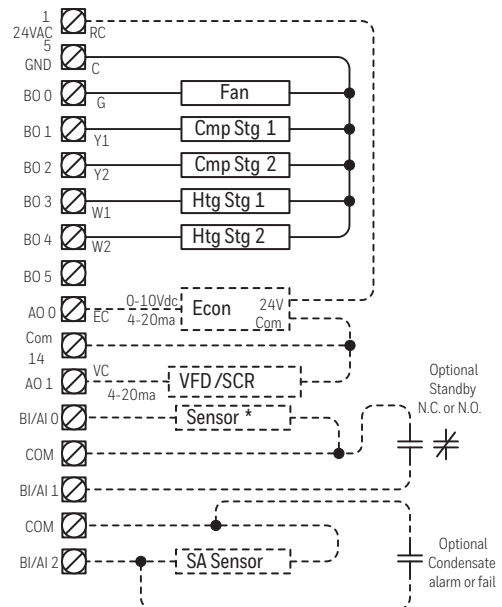 1
24VAC
RC
5
GND
C
BO 0
G
Fan
BO 1
Y1
Cmp Stg 1
BO 2
Y2
Cmp Stg 2
BO 3
W1
Htg Stg 1
BO 4
W2
Htg Stg 2
BO 5
AO 0
EC
0-10Vdc
4-20ma
Econ
24V
Com
Com
14
AO 1
VC
4-20ma
VFD/SCR
BI/AI 0
Sensor *
Optional
Standby
N.C. or N.O.
COM
BI/AI 1
COM
BI/AI 2
SA Sensor
Optional
Condensate
alarm or fail